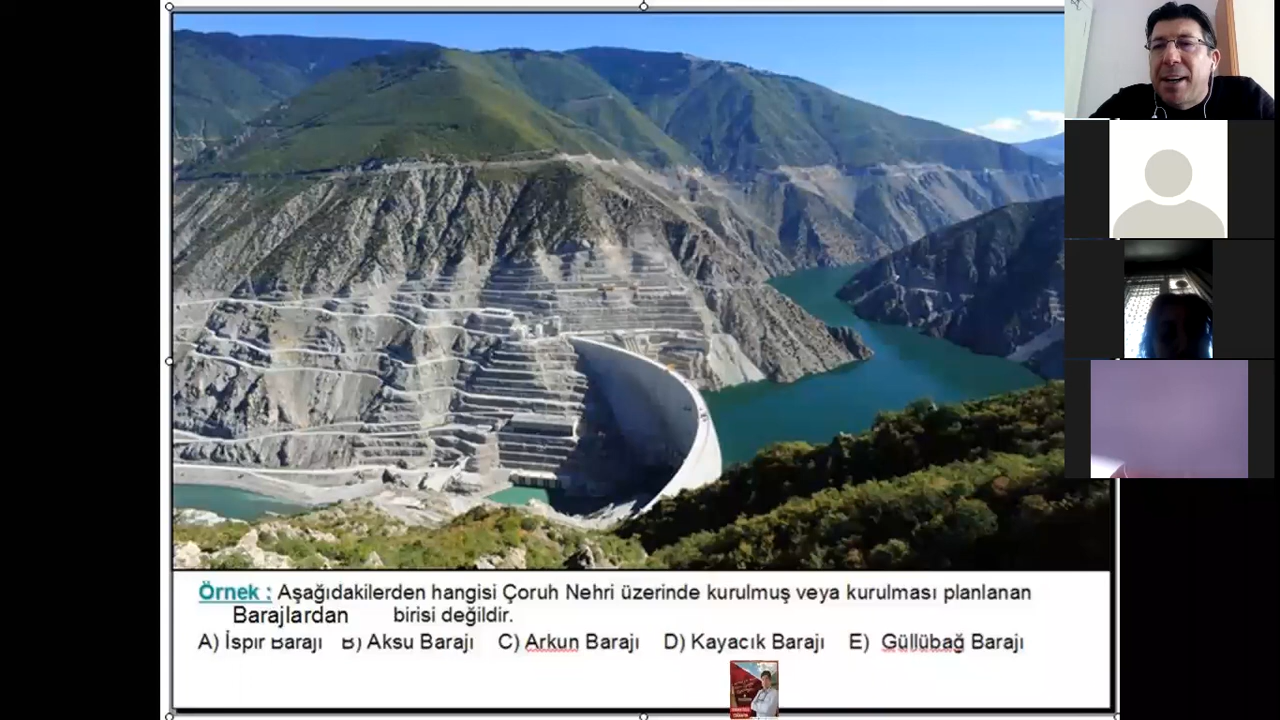 Örnek : Aşağıdakilerden hangisi Çoruh Nehri üzerinde kurulmuş veya kurulması planlanan
Barajlardan birisi değildir.
A) İspir Barajı B) Aksu Barajı C) Arkun Barajı D) Kayacık Barajı E) Güllübağ Barajı